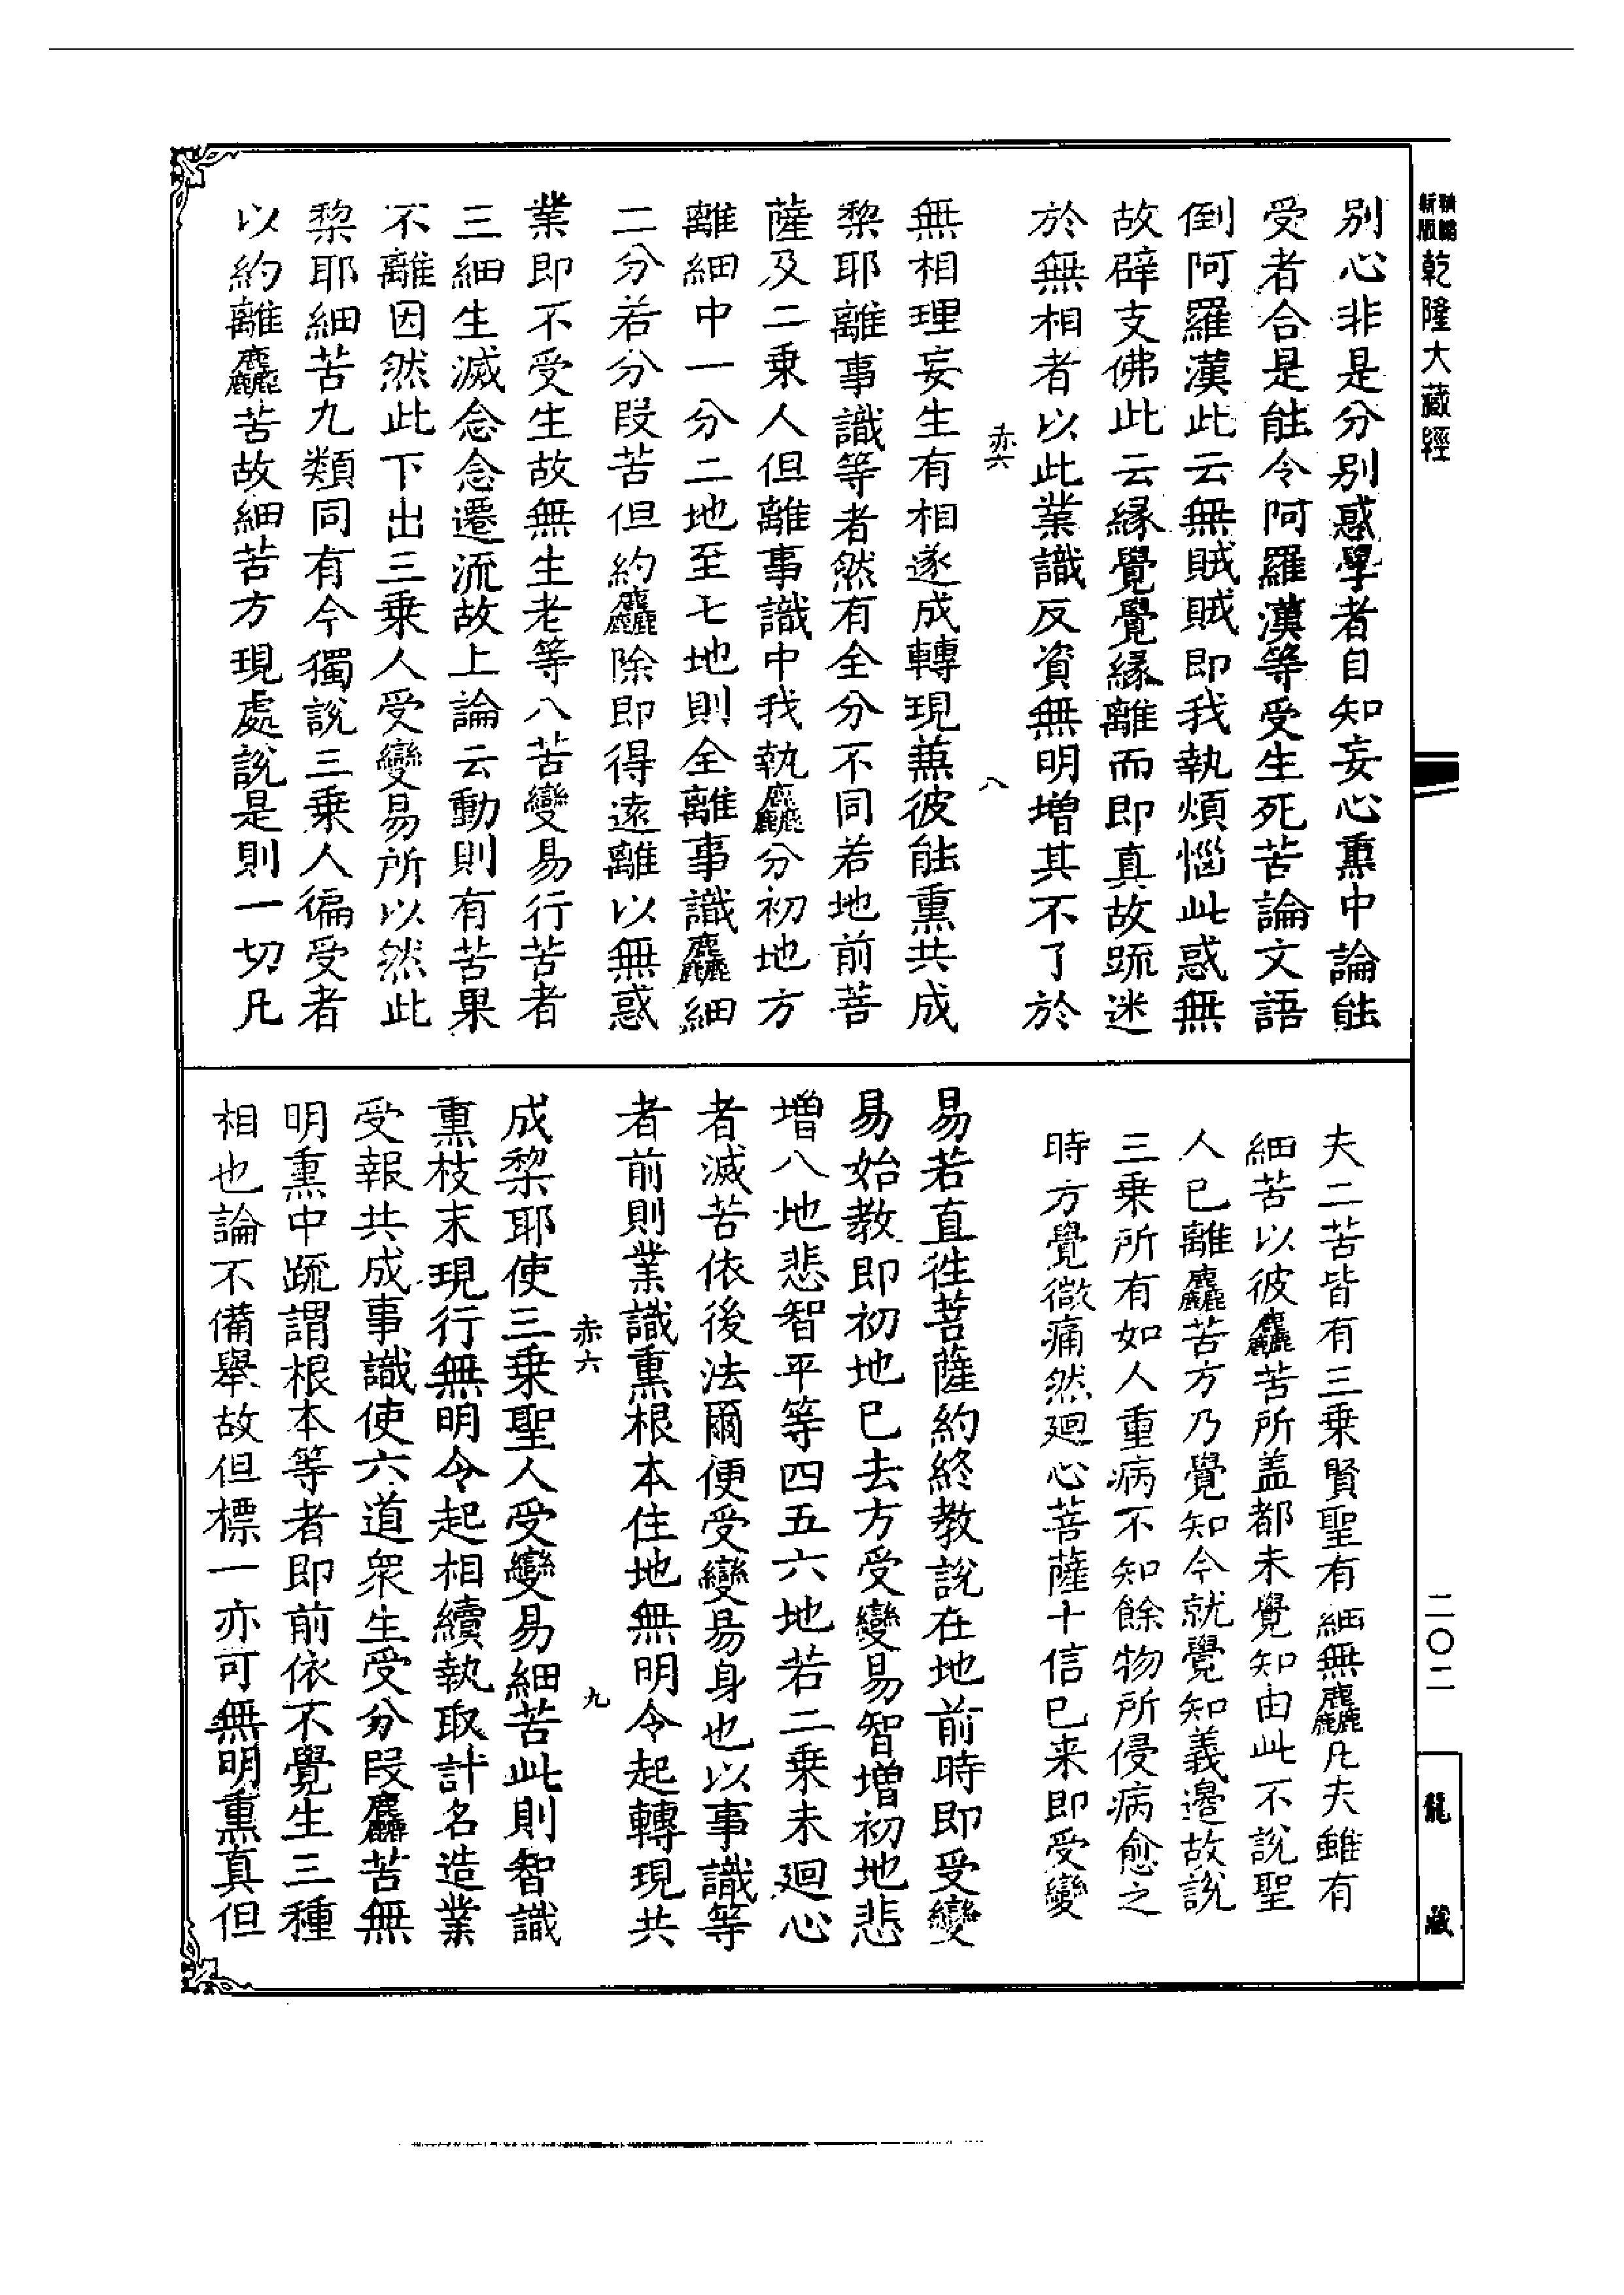 精縮新版乾隆大藏經
別心非是分別惑學者自知妄心熏中論能
受者合是能令阿羅漢等受生死苦論文語
倒阿羅漢此云無賊賊即我執煩惱此惑無
故辟支佛此云緣覺覺緣離而即真故疏迷
於無相者以此業識反資無明增其不了於
赤六 八
無相理妄生有相遂成轉現兼彼能熏共成
棃耶離事識等者然有全分不同若地前菩
薩及二乗人但離事識中我執麤分初地方
離細中一分二地至七地則全離事識麤細
二分若分段苦但約麤除即得遠離以無惑
業即不受生故無生老等八苦變易行苦者
三細生滅念念遷流故上論云動則有苦果
不離因然此下出三乗人受變易所以然此
棃耶細苦九類同有今獨說三乗人徧受者
以約離麤苦故細苦方現處說是則一切凡
夫二苦皆有三乗賢聖有細無麤凡夫雖有
細苦以彼麤苦所盖都未覺知由此不說聖
人已離麤苦方乃覺知今就覺知義邊故說
三乗所有如人重病不知餘物所侵病愈之
時方覺微痛然廻心菩薩十信已来即受變
易若直徃菩薩約終教說在地前時即受變
易始教即初地已去方受變易智增初地悲
增八地悲智平等四五六地若二乗未廻心
者滅苦依後法爾便受變易身也以事識等
者前則業識熏根本住地無明令起轉現共
赤六 九
成棃耶使三乗聖人受變易細苦此則智識
熏枝末現行無明令起相續執取計名造業
受報共成事識使六道衆生受分段麤苦無
明熏中疏謂根本等者即前依不覺生三種
相也論不備舉故但標一亦可無明熏真但
二〇二
龍藏